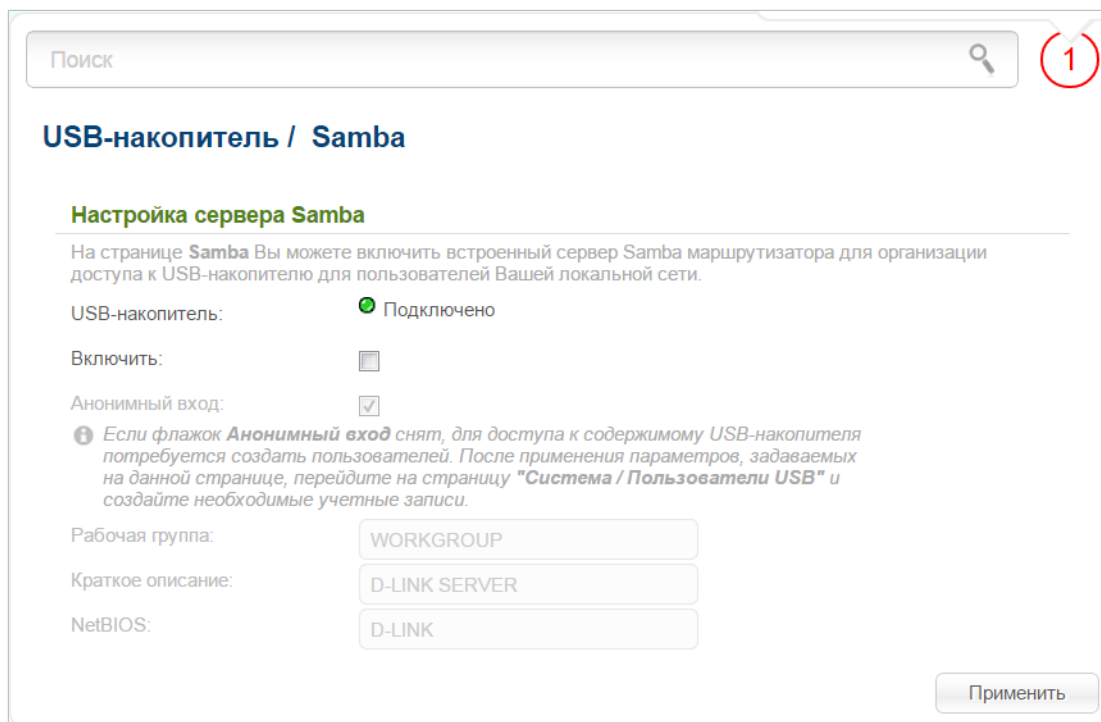 Поиск
1
USB-накопитель / Samba
Настройка сервера Samba
На странице Samba Вы можете включить встроенный сервер Samba маршрутизатора для организации
доступа к USB-накопителю для пользователей Вашей локальной сети.
USB-накопитель: Подключено
Включить:
Анонимный вход:
Если флажок Анонимный вход снят, для доступа к содержимому USB-накопителя
потребуется создать пользователей. После применения параметров, задаваемых
на данной странице, перейдите на страницу "Система / Пользователи USB" и
создайте необходимые учетные записи.
Рабочая группа: WORKGROUP
Краткое описание: D-LINK SERVER
NetBIOS: D-LINK
Применить